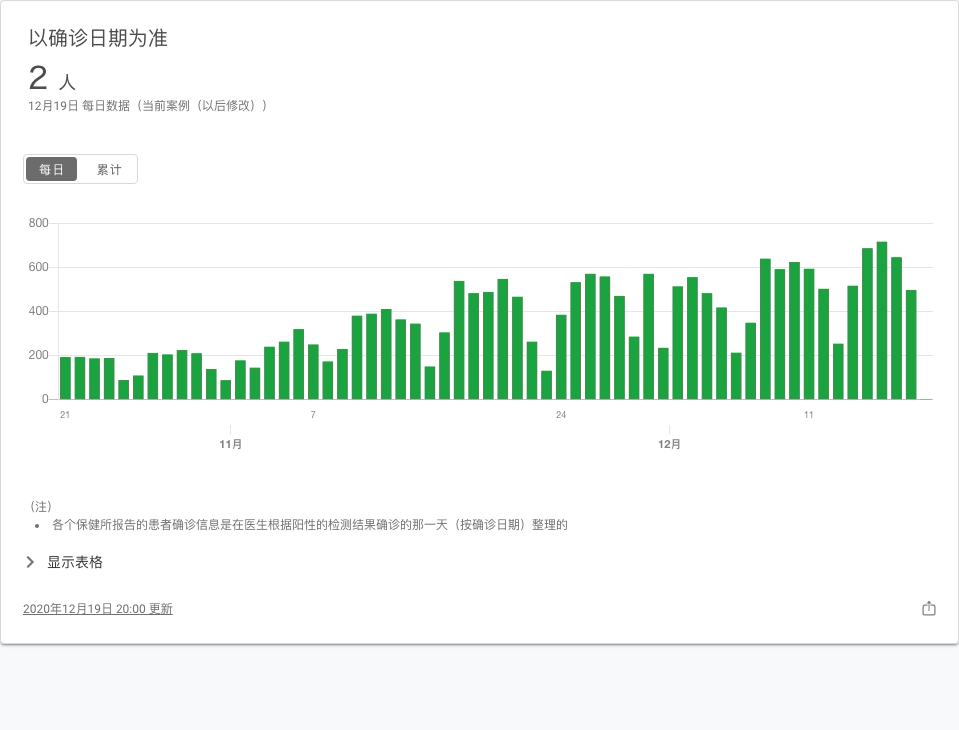 以确诊日期为准
2 人
12月19日 每日数据（当前案例（以后修改））
每日 累计
800
600
400
200
0
21 7 24 11
11月 12月
（注）
• 各个保健所报告的患者确诊信息是在医生根据阳性的检测结果确诊的那一天（按确诊日期）整理的
显示表格
2020年12月19日 20:00 更新